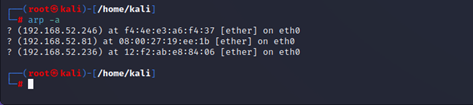 ┌──(root㉿kali)-[/home/kali]
└─# arp -a
? (192.168.52.246) at f4:4e:e3:a6:f4:37 [ether] on eth0
? (192.168.52.81) at 08:00:27:19:ee:1b [ether] on eth0
? (192.168.52.236) at 12:f2:ab:e8:84:06 [ether] on eth0
┌──(root㉿kali)-[/home/kali]
└─#